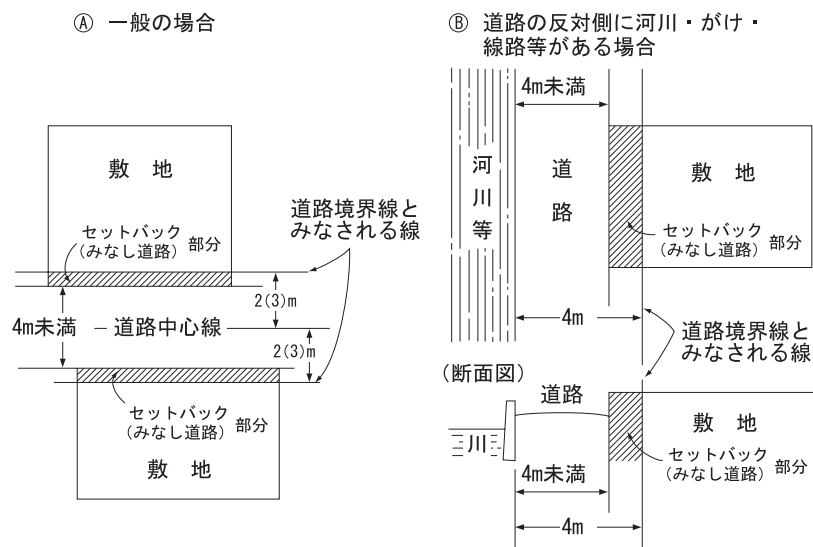 Ⓐ 一般の場合
敷 地
セットバック
(みなし道路)
部分
道路境界線と
みなされる線
2(3)m
4m未満
道路中心線
2(3)m
セットバック
(みなし道路)
部分
敷 地
Ⓑ 道路の反対側に河川・がけ・
線路等がある場合
4m未満
河川等
道路
敷 地
セットバック
(みなし道路)
部分
4m
道路境界線と
みなされる線
(断面図)
道路
川
敷 地
セットバック
(みなし道路)
部分
4m未満
4m